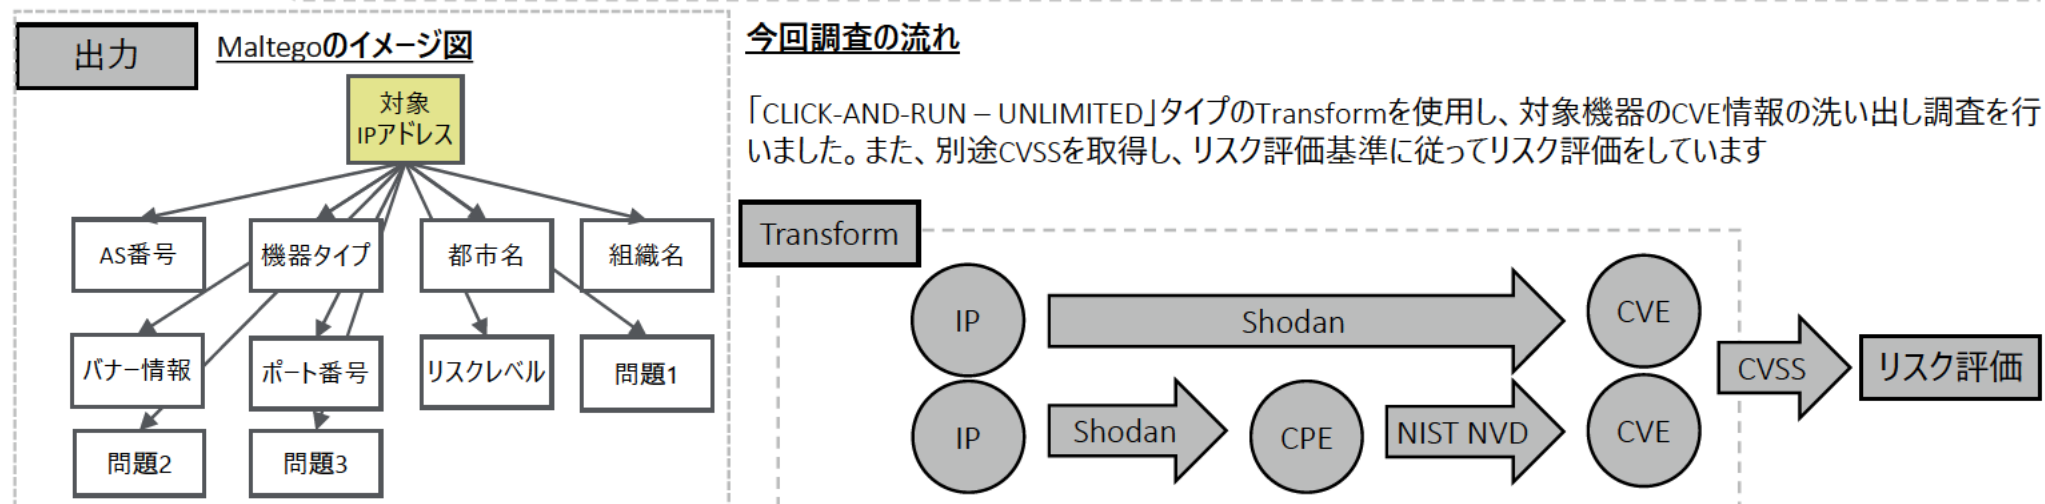 出力
Maltegoのイメージ図
対象
IPアドレス
AS番号
機器タイプ
都市名
組織名
バナー情報
ポート番号
リスクレベル
問題1
問題2
問題3
今回調査の流れ
「CLICK-AND-RUN – UNLIMITED」タイプのTransformを使用し、対象機器のCVE情報の洗い出し調査を行
いました。また、別途CVSSを取得し、リスク評価基準に従ってリスク評価をしています
Transform
IP
Shodan
CVE
IP
Shodan
CPE
NIST NVD
CVE
CVSS
リスク評価